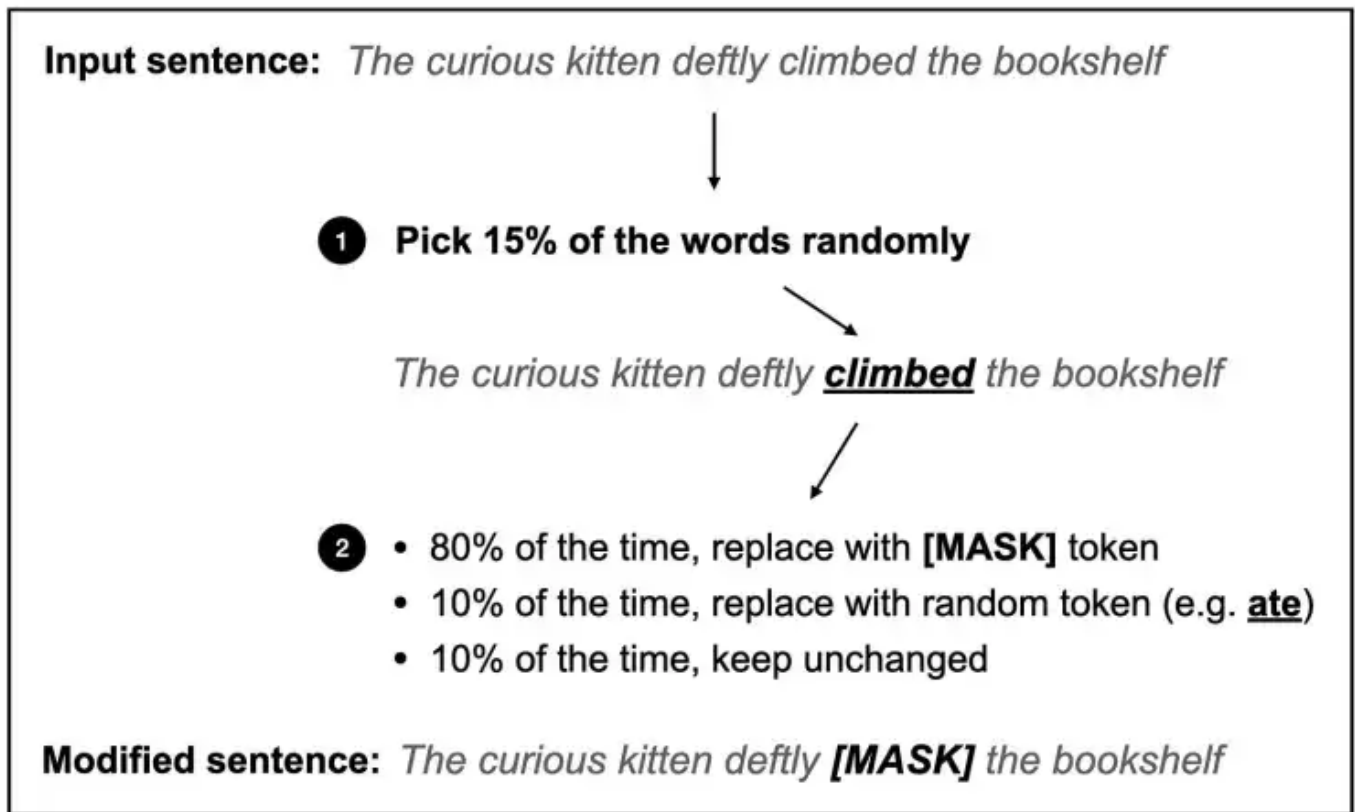 Input sentence: The curious kitten deftly climbed the bookshelf
1 Pick 15% of the words randomly
The curious kitten deftly climbed the bookshelf
2 • 80% of the time, replace with [MASK] token
• 10% of the time, replace with random token (e.g. ate)
• 10% of the time, keep unchanged
Modified sentence: The curious kitten deftly [MASK] the bookshelf